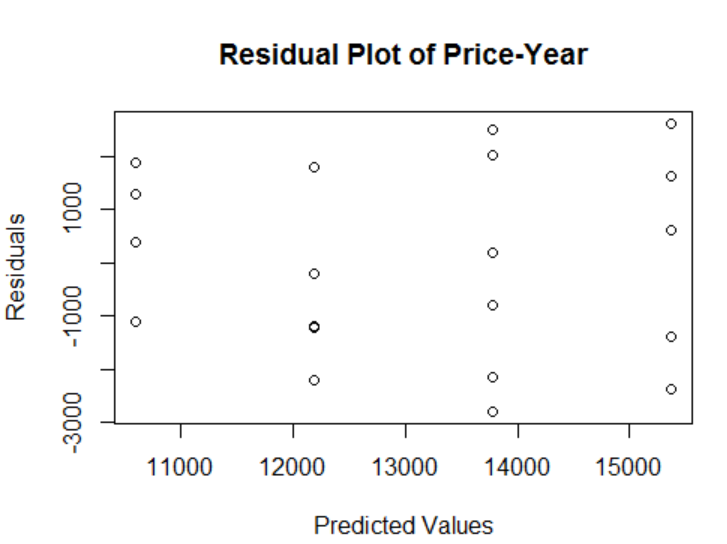 Residual Plot of Price-Year
1000
-1000
-3000
Residuals
11000 12000 13000 14000 15000
Predicted Values